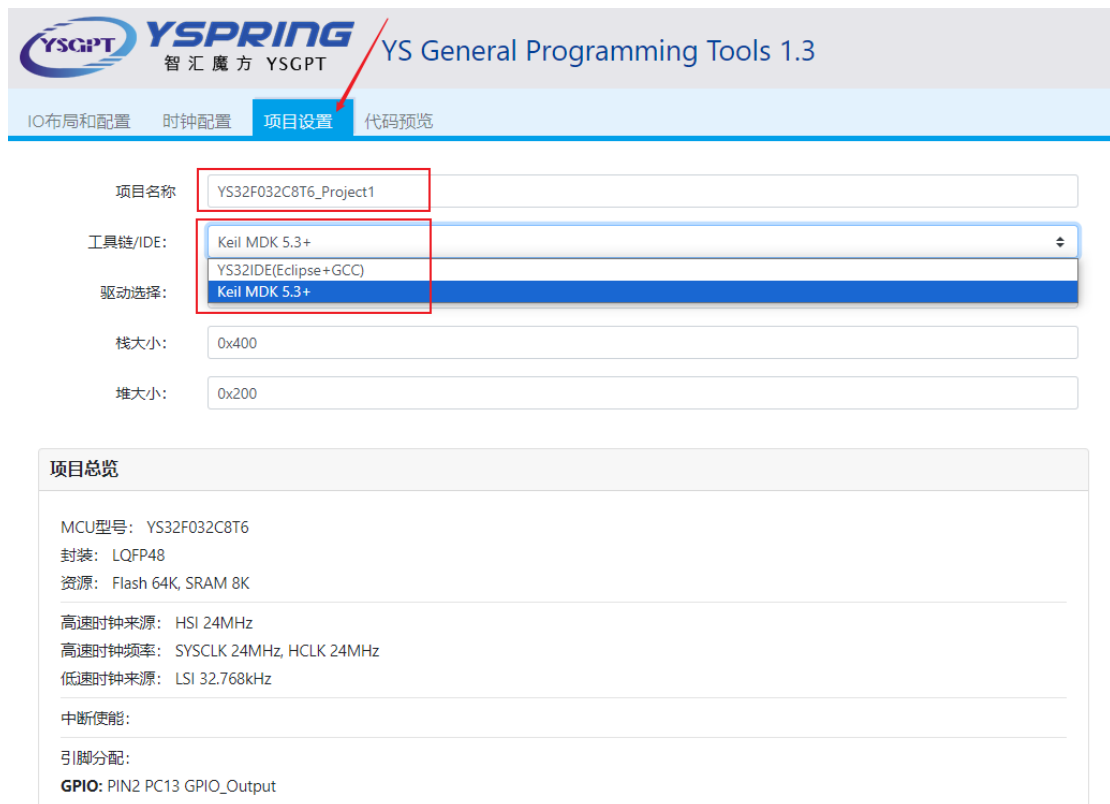 YSGPT YSPRING
智汇魔方 YSGPT
YS General Programming Tools 1.3
IO布局和配置 时钟配置 项目设置 代码预览
项目名称 YS32F032C8T6_Project1
工具链/IDE: Keil MDK 5.3+
YS32IDE(Eclipse+GCC)
驱动选择: Keil MDK 5.3+
栈大小: 0x400
堆大小: 0x200
项目总览
MCU型号: YS32F032C8T6
封装: LQFP48
资源: Flash 64K, SRAM 8K
高速时钟来源: HSI 24MHz
高速时钟频率: SYSCLK 24MHz, HCLK 24MHz
低速时钟来源: LSI 32.768kHz
中断使能:
引脚分配:
GPIO: PIN2 PC13 GPIO_Output